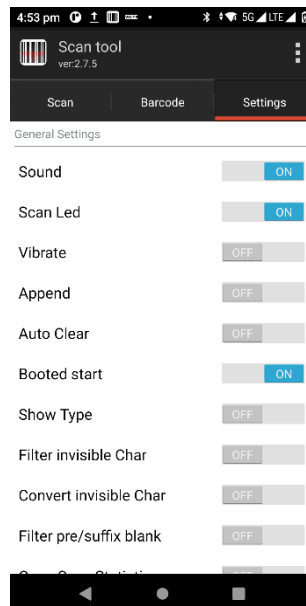 4:53 pm 5G LTE
Scan tool
ver:2.7.5
Scan Barcode Settings
General Settings
Sound ON
Scan Led ON
Vibrate OFF
Append OFF
Auto Clear OFF
Booted start ON
Show Type OFF
Filter invisible Char OFF
Convert invisible Char OFF
Filter pre/suffix blank OFF